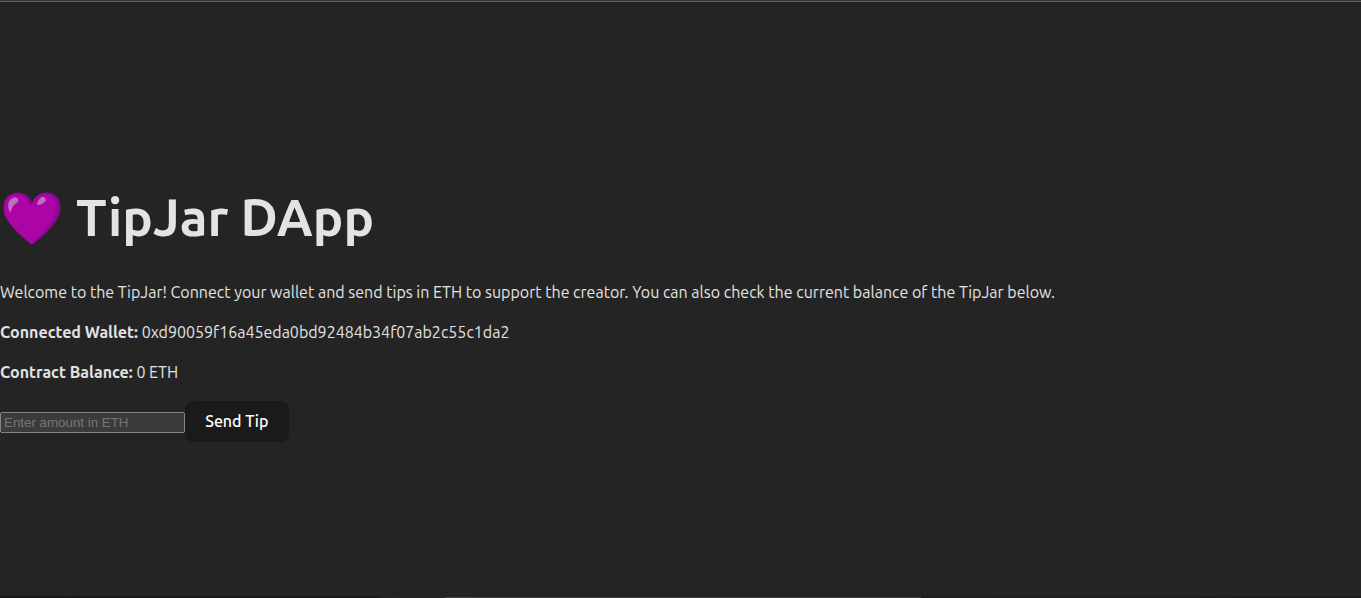 💜 TipJar DApp
Welcome to the TipJar! Connect your wallet and send tips in ETH to support the creator. You can also check the current balance of the TipJar below.
Connected Wallet: 0xd90059f16a45eda0bd92484b34f07ab2c55c1da2
Contract Balance: 0 ETH
Enter amount in ETH Send Tip